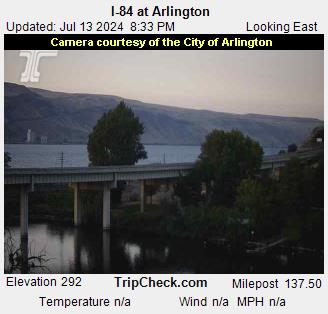 I-84 at Arlington
Updated: Jul 13 2024 8:33 PM Looking East
Camera courtesy of the City of Arlington
Elevation 292 TripCheck.com Milepost 137.50
Temperature n/a Wind n/a MPH n/a